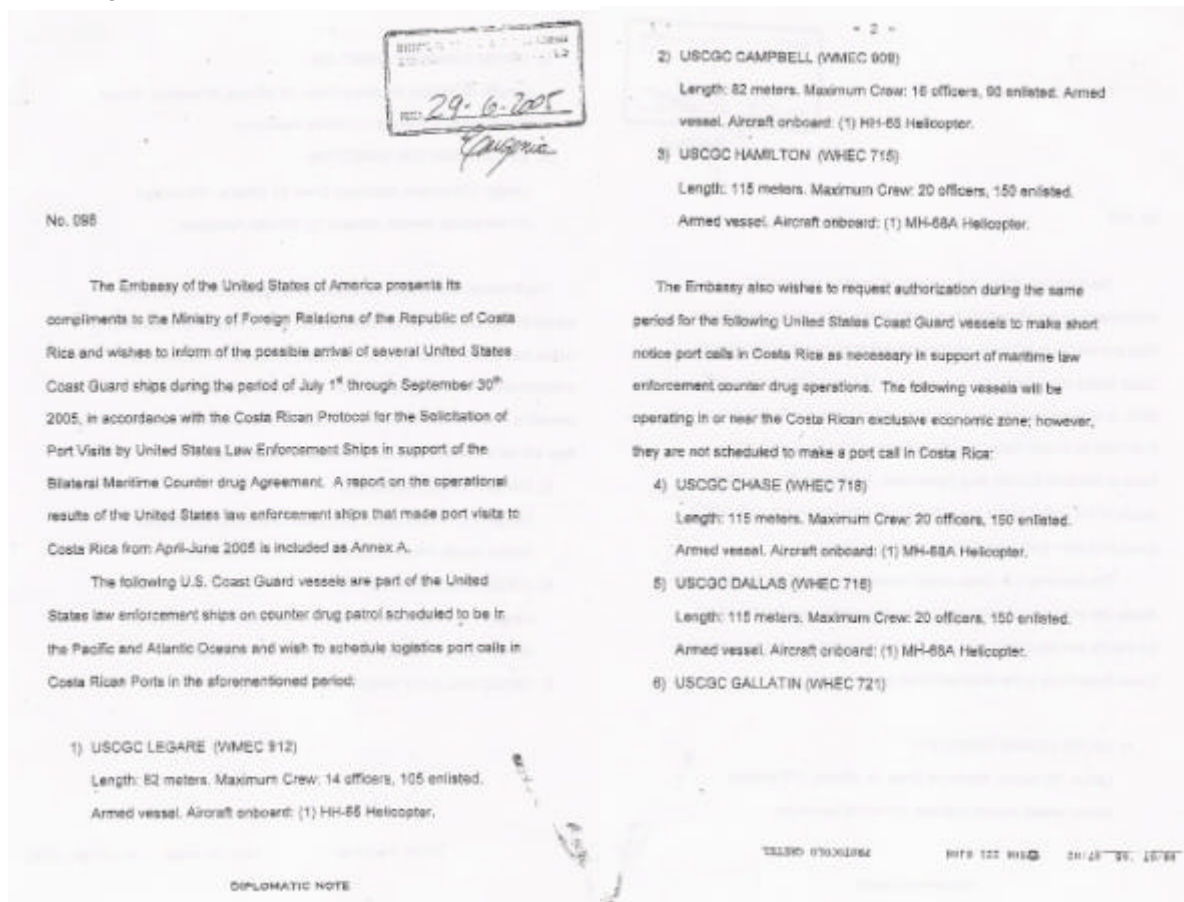 29-6-2005
Eugenia
No. 098
The Embassy of the United States of America presents its
compliments to the Ministry of Foreign Relations of the Republic of Costa
Rica and wishes to inform of the possible arrival of several United States
Coast Guard ships during the period of July 1st through September 30th
2005, in accordance with the Costa Rican Protocol for the Solicitation of
Port Visits by United States Law Enforcement Ships in support of the
Bilateral Maritime Counter drug Agreement. A report on the operational
results of the United States law enforcement ships that made port visits to
Costa Rica from April-June 2005 is included as Annex A.
The following U.S. Coast Guard vessels are part of the United
States law enforcement ships on counter drug patrol scheduled to be in
the Pacific and Atlantic Oceans and wish to schedule logistics port calls in
Costa Rican Ports in the aforementioned period:
1) USCGC LEGARE (WMEC 912)
Length: 82 meters. Maximum Crew: 14 officers, 105 enlisted.
Armed vessel. Aircraft onboard: (1) HH-65 Helicopter.
DIPLOMATIC NOTE
- 2 -
2) USCGC CAMPBELL (WMEC 909)
Length: 82 meters. Maximum Crew: 16 officers, 90 enlisted. Armed
vessel. Aircraft onboard: (1) HH-65 Helicopter.
3) USCGC HAMILTON (WHEC 715)
Length: 115 meters. Maximum Crew: 20 officers, 150 enlisted.
Armed vessel. Aircraft onboard: (1) MH-68A Helicopter.
The Embassy also wishes to request authorization during the same
period for the following United States Coast Guard vessels to make short
notice port calls in Costa Rica as necessary in support of maritime law
enforcement counter drug operations. The following vessels will be
operating in or near the Costa Rican exclusive economic zone; however,
they are not scheduled to make a port call in Costa Rica:
4) USCGC CHASE (WHEC 718)
Length: 115 meters. Maximum Crew: 20 officers, 150 enlisted.
Armed vessel. Aircraft onboard: (1) MH-68A Helicopter.
5) USCGC DALLAS (WHEC 716)
Length: 115 meters. Maximum Crew: 20 officers, 150 enlisted.
Armed vessel. Aircraft onboard: (1) MH-68A Helicopter.
6) USCGC GALLATIN (WHEC 721)
PROTOCOLO